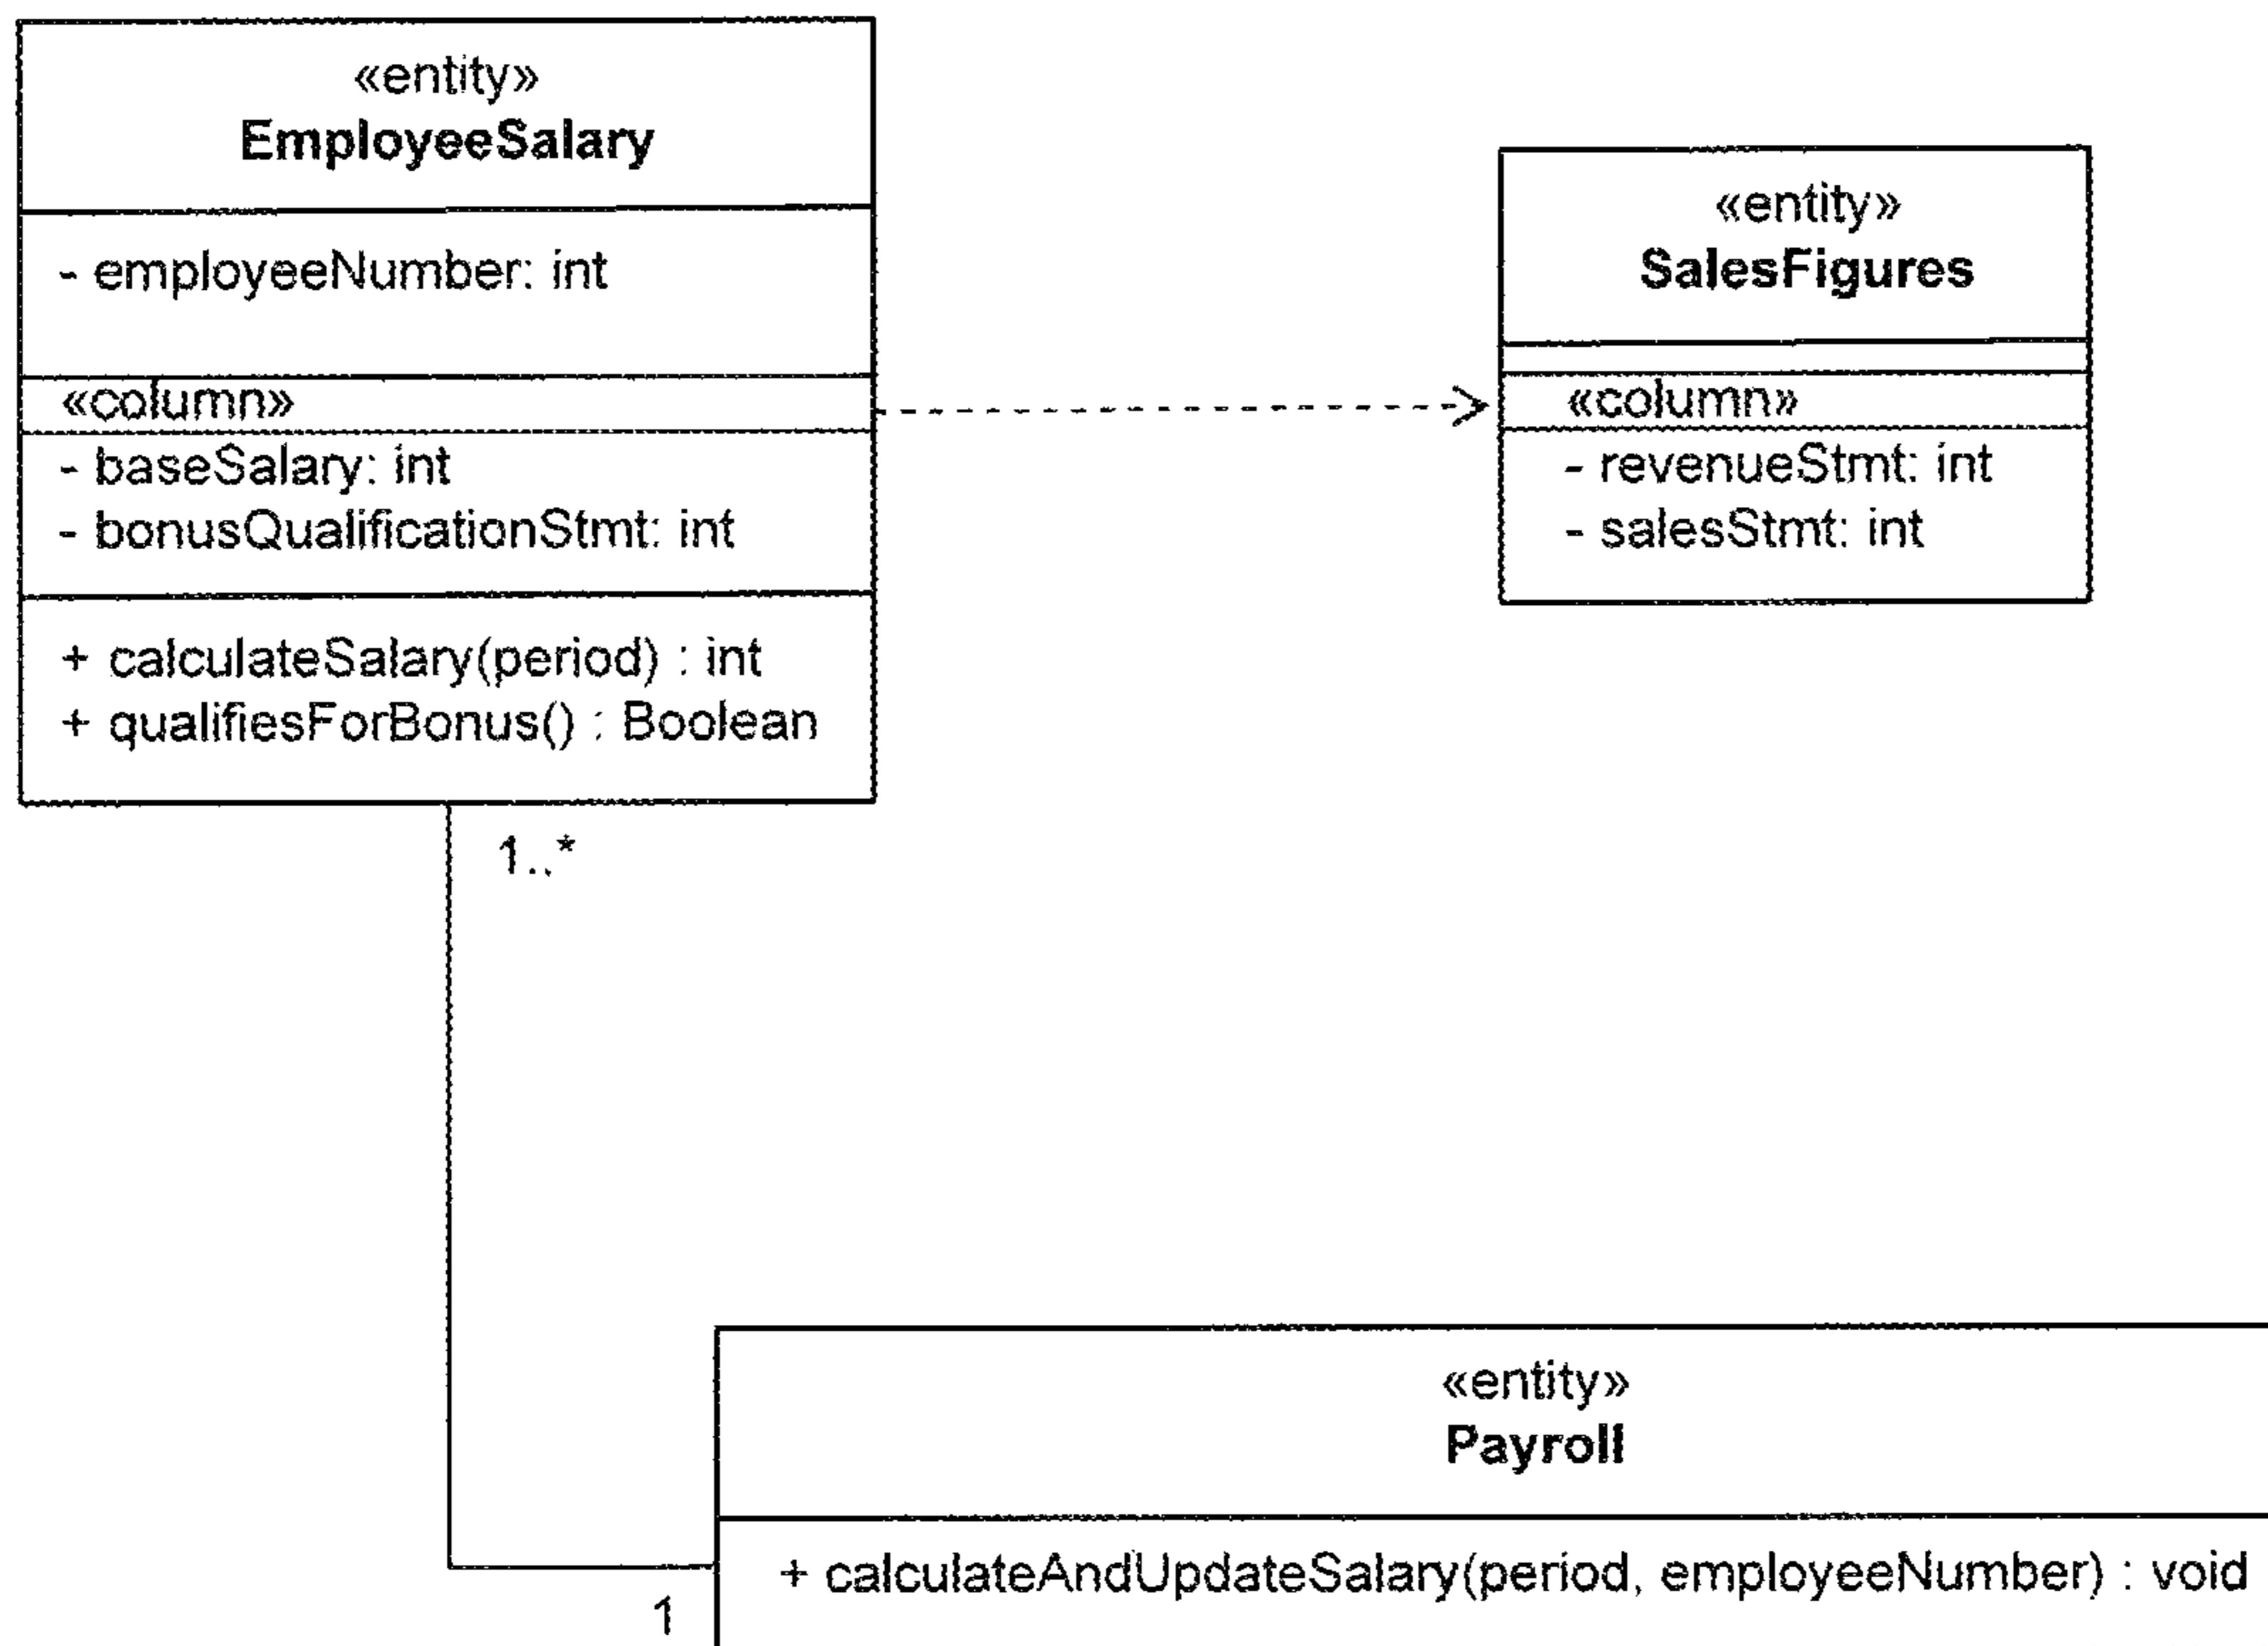 «entity»
EmployeeSalary
- employeeNumber: int
«column»
- baseSalary: int
- bonusQualificationStmt: int
+ calculateSalary(period) : int
+ qualifiesForBonus() : Boolean
1..*
«entity»
SalesFigures
«column»
- revenueStmt: int
- salesStmt: int
«entity»
Payroll
+ calculateAndUpdateSalary(period, employeeNumber) : void
1